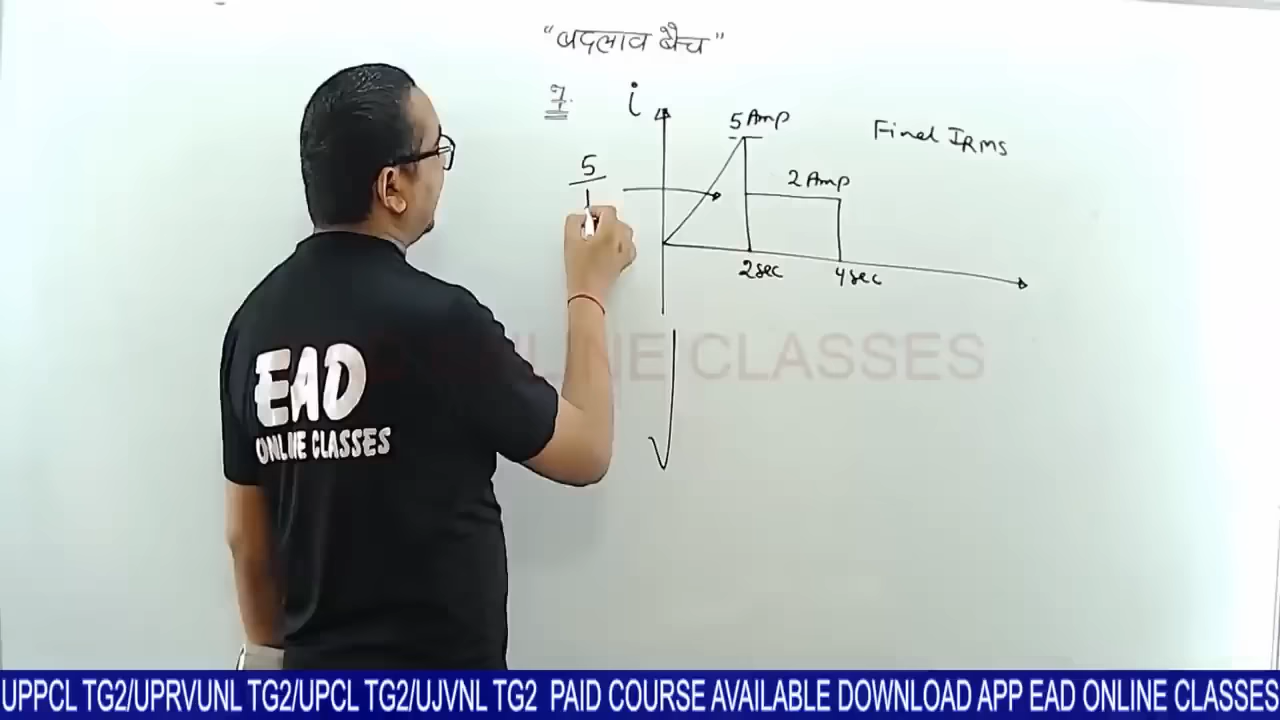 "बदलाव बैच"
7.
i
5 Amp
Find IRMS
5
2 Amp
2sec
4sec
EAD
ONLINE CLASSES
ONLINE CLASSES
UPPCL TG2/UPRVUNL TG2/UPCL TG2/UJVNL TG2 PAID COURSE AVAILABLE DOWNLOAD APP EAD ONLINE CLASSES